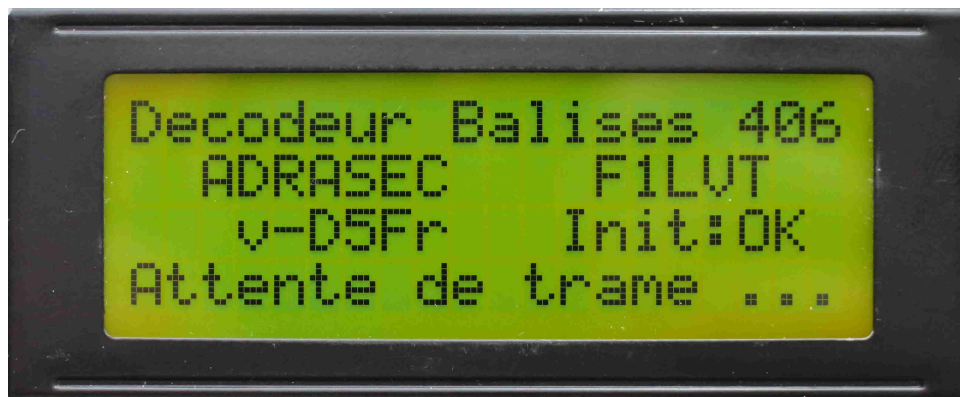 Decodeur Balises 406
ADRASEC F1LVT
v-D5Fr Init:OK
Attente de trame ...